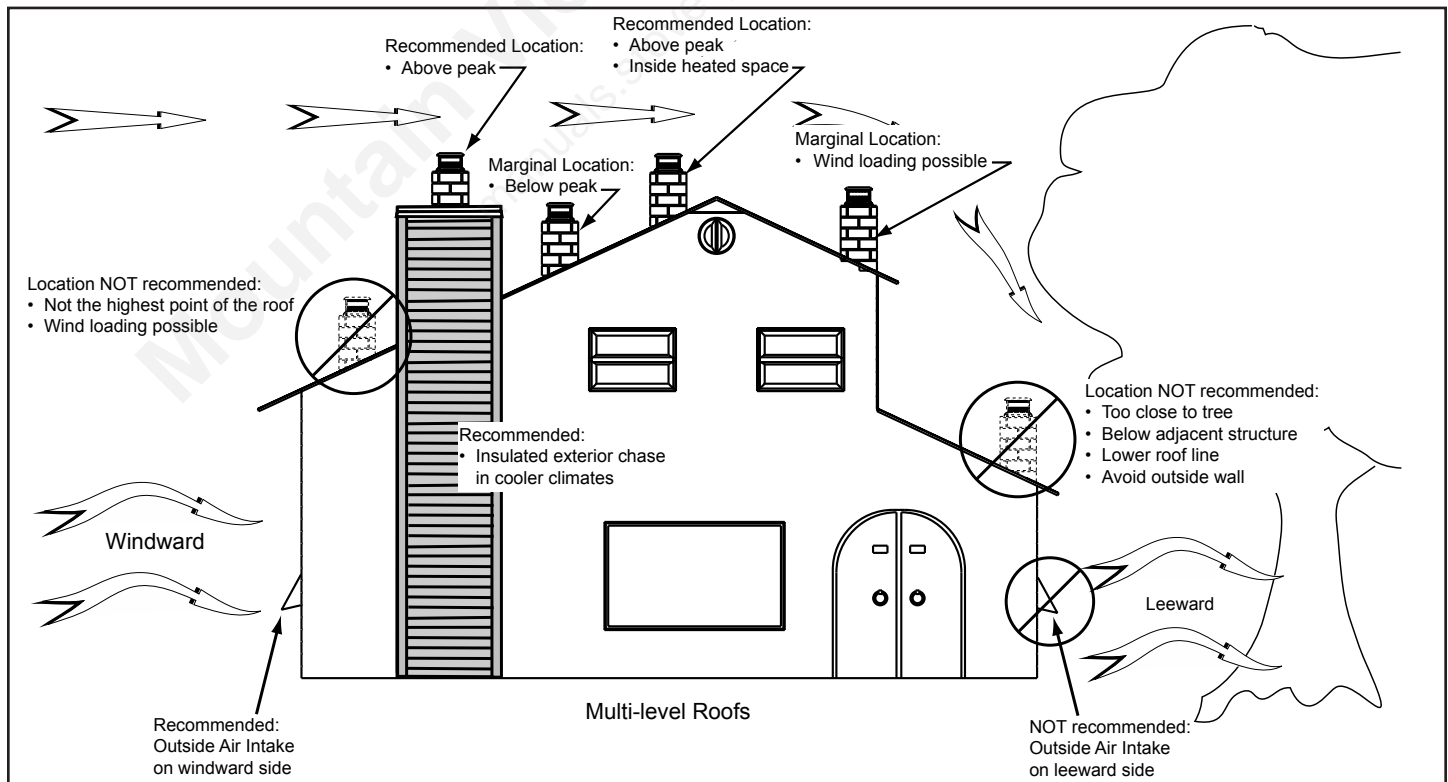 Recommended Location:
• Above peak
Recommended Location:
• Above peak
• Inside heated space
Marginal Location:
• Below peak
Marginal Location:
• Wind loading possible
Location NOT recommended:
• Not the highest point of the roof
• Wind loading possible
Recommended:
• Insulated exterior chase
in cooler climates
Location NOT recommended:
• Too close to tree
• Below adjacent structure
• Lower roof line
• Avoid outside wall
Windward
Leeward
Multi-level Roofs
Recommended:
Outside Air Intake
on windward side
NOT recommended:
Outside Air Intake
on leeward side
Mountain